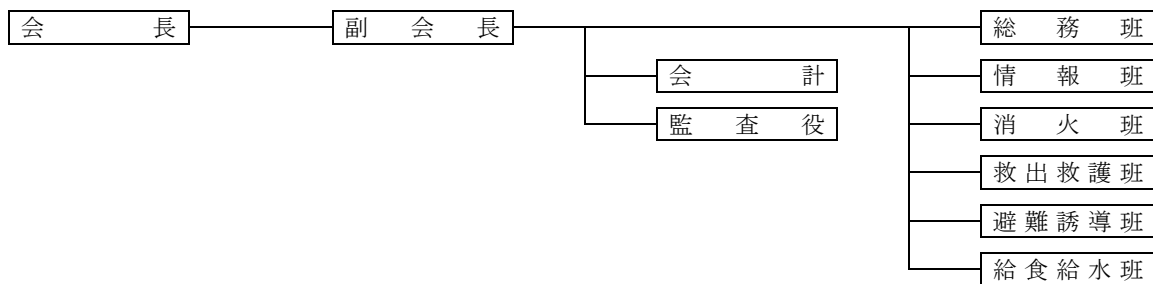 会長 副会長 総務班
会計 情報班
監査役 消火班
救出救護班
避難誘導班
給食給水班